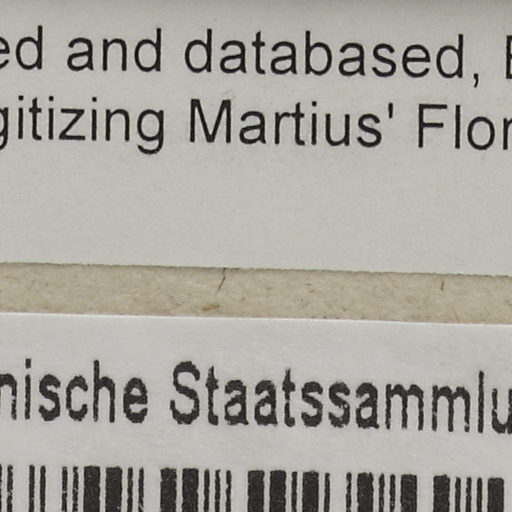 ed and databased, E
gitizing Martius' Flor
nische Staatssammlu